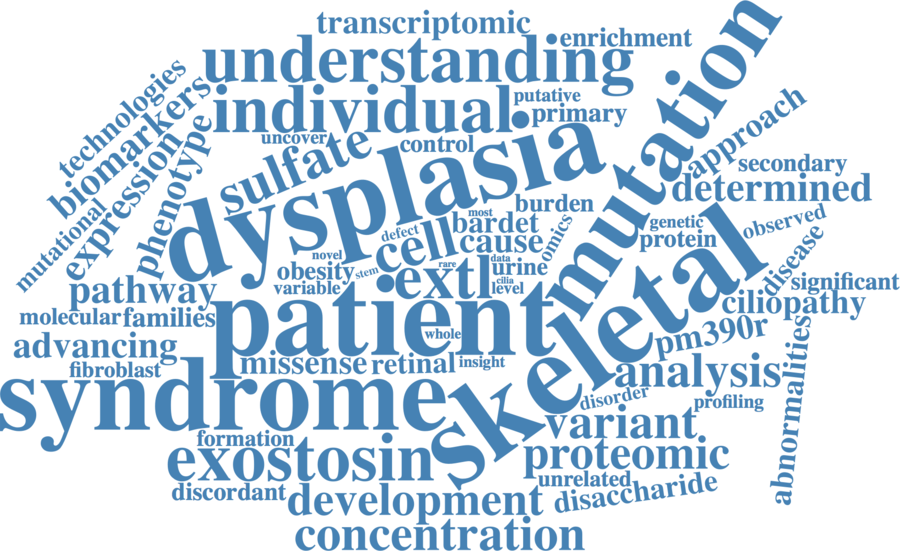 transcriptomic
understanding
enrichment
technologies
biomarkers
individual
putative
primary
mutation
approach
uncover
control
expression
phenotype
sulfate
dysplasia
secondary
determined
mutational
burden
most
bardet
defect
cell
cause
omics
genetic
protein
observed
novel
rare
data
obesity
stem
extl
urine
variable
cilia
level
disease
significant
pathway
ciliopathy
molecular
families
patient
whole
pm390r
advancing
fibroblast
missense
retinal
insight
skeletal
analysis
abnormalities
syndrome
disorder
profiling
variant
formation
exostosin
proteomic
unrelated
discordant
development
disaccharide
concentration